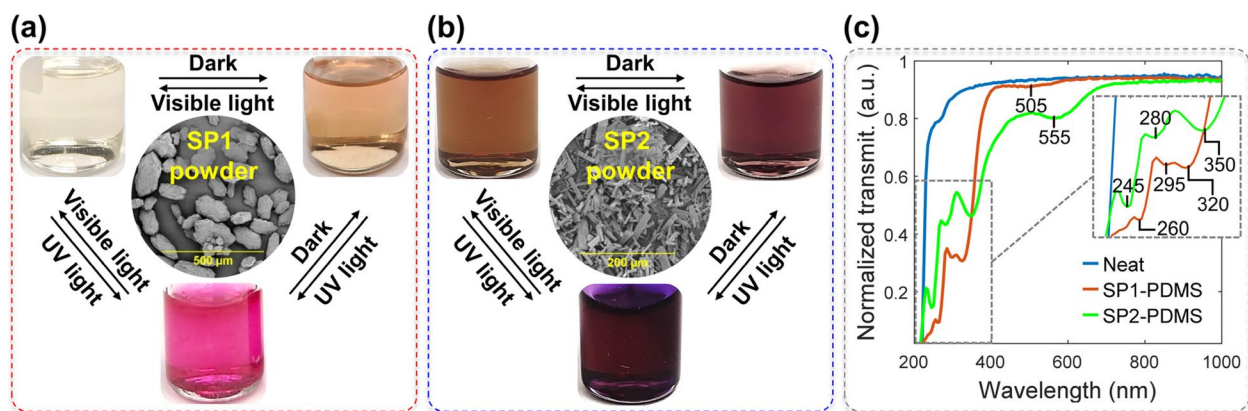 (a)
Dark
Visible light
SP1
powder
500 µm
Visible light
UV light
Dark
UV light
(b)
Dark
Visible light
SP2
powder
200 µm
Visible light
UV light
Dark
UV light
(c)
Normalized transmit. (a.u.)
1
0.8
0.6
0.4
0.2
505
555
280
245
295
350
320
260
Neat
SP1-PDMS
SP2-PDMS
200 400 600 800 1000
Wavelength (nm)